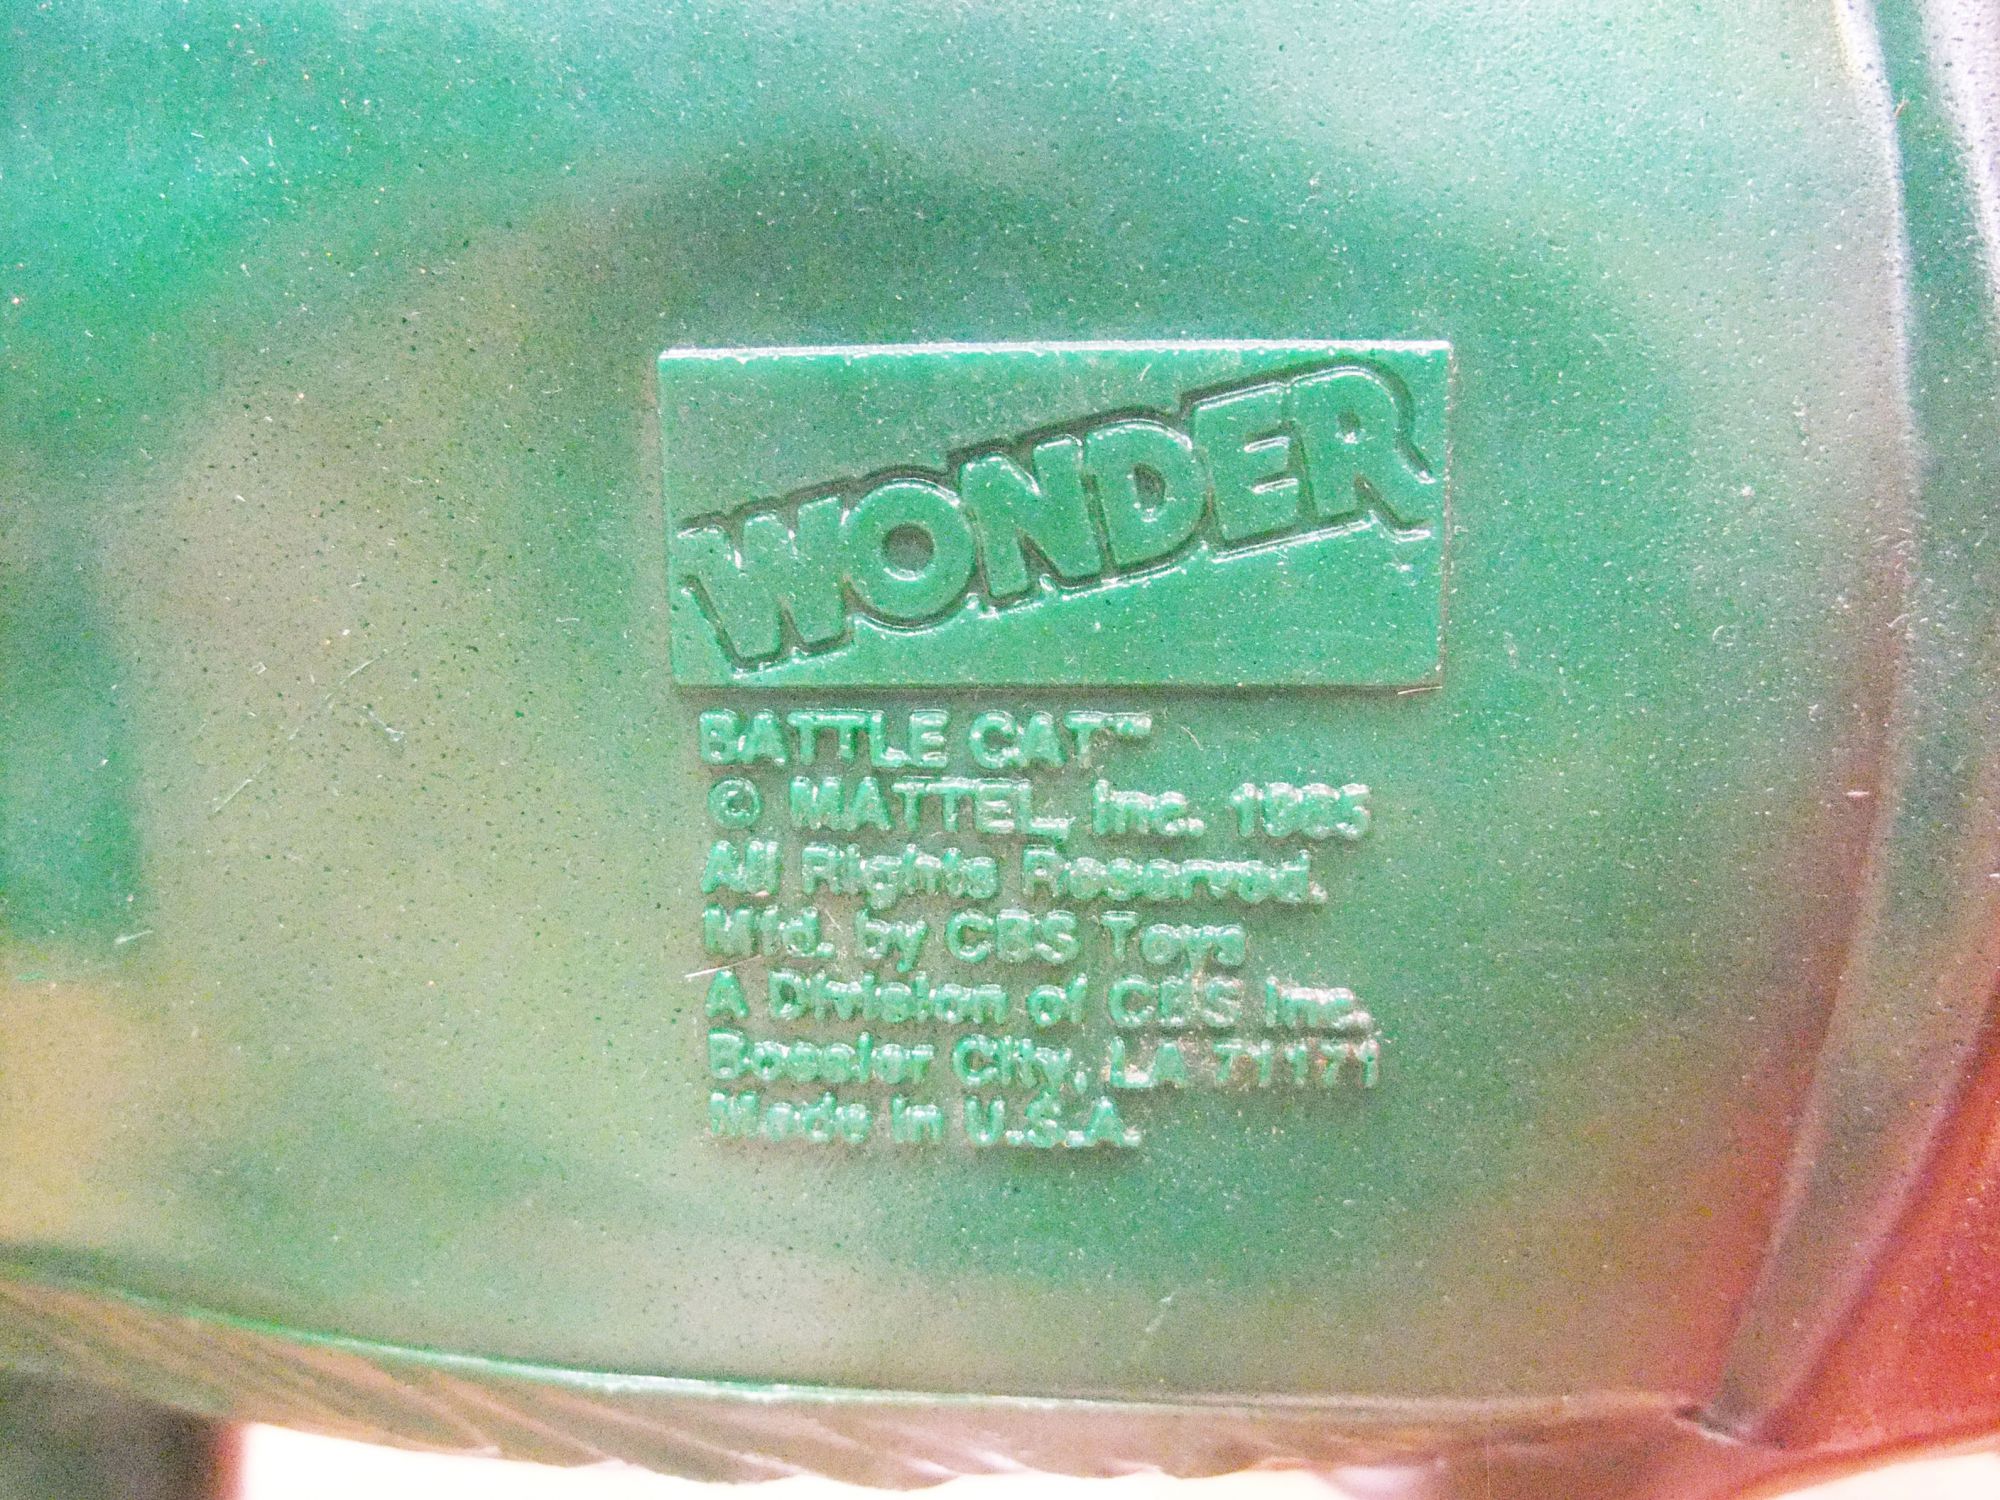 WONDER
BATTLE CAT™
© MATTEL, Inc. 1985
All Rights Reserved.
Mfd. by CBS Toys
A Division of CBS Inc.
Bossier City, LA 71171
Made in U.S.A.